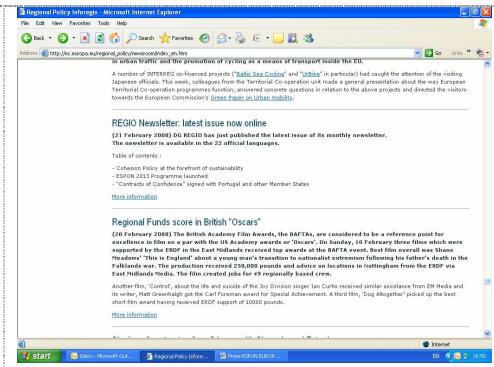 Regional Policy Inforegio - Microsoft Internet Explorer
File Edit View Favorites Tools Help
Back Search Favorites
Address http://ec.europa.eu/regional_policy/newsroom/index_en.htm Go Links
in urban traffic and the promotion of cycling as a means of transport inside the EU.
A number of INTERREG co-financed projects ("Baltic Sea Cycling" and "UrBike" in particular) had caught the attention of the visiting
Japanese officials. This week, colleagues from the Territorial Co-operation unit made a general presentation about the way European
Territorial Co-operation programmes function, answered concrete questions in relation to the above projects and directed the visitors
towards the European Commission's Green Paper on Urban mobility.
REGIO Newsletter: latest issue now online
(21 February 2008) DG REGIO has just published the latest issue of its monthly newsletter.
The newsletter is available in the 22 official languages.
Table of contents :
- Cohesion Policy at the forefront of sustainability
- ESPON 2013 Programme launched
- "Contracts of Confidence" signed with Portugal and other Member States
More information
Regional Funds score in British "Oscars"
(20 February 2008) The British Academy Film Awards, the BAFTAs, are considered to be a reference point for
excellence in film on a par with the US Academy awards or 'Oscars'. On Sunday, 10 February three films which were
supported by the ERDF in the East Midlands received top awards at the BAFTA event. Best film overall was Shane
Meadows' 'This is England' about a young man's transition to nationalist extremism following his father's death in the
Falklands war. The production received 250,000 pounds and advice on locations in Nottingham from the ERDF via
East Midlands Media. The film created jobs for 49 regionally based crew.
Another film, 'Control', about the life and suicide of the Joy Division singer Ian Curtis received similar assistance from EM Media and
its writer, Matt Greenhalgh got the Carl Foreman award for Special Achievement. A third film, 'Dog Altogether' picked up the best
short film award having received ERDF support of 10000 pounds.
More information
Internet
start Inbox - Microsoft Out... Regional Policy Infore... Press-ESPON EUROP... EN 16:50